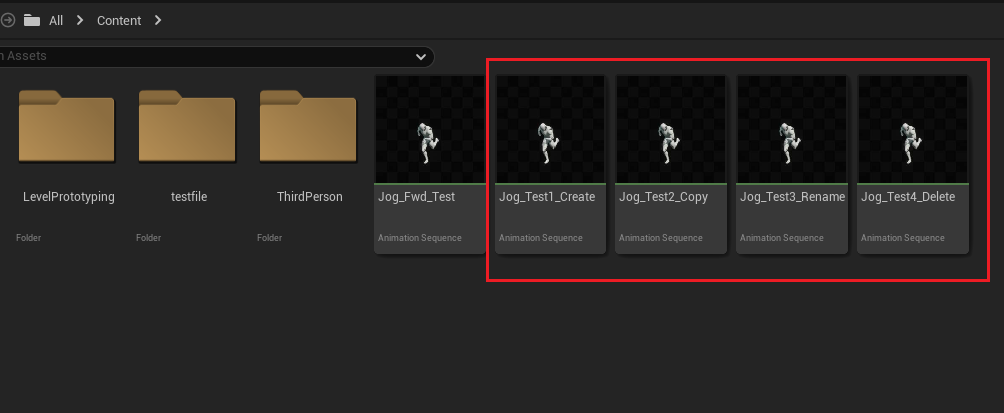 All > Content >
n Assets
LevelPrototyping
testfile
ThirdPerson
Jog_Fwd_Test
Jog_Test1_Create
Jog_Test2_Copy
Jog_Test3_Rename
Jog_Test4_Delete
Folder
Folder
Folder
Animation Sequence
Animation Sequence
Animation Sequence
Animation Sequence
Animation Sequence